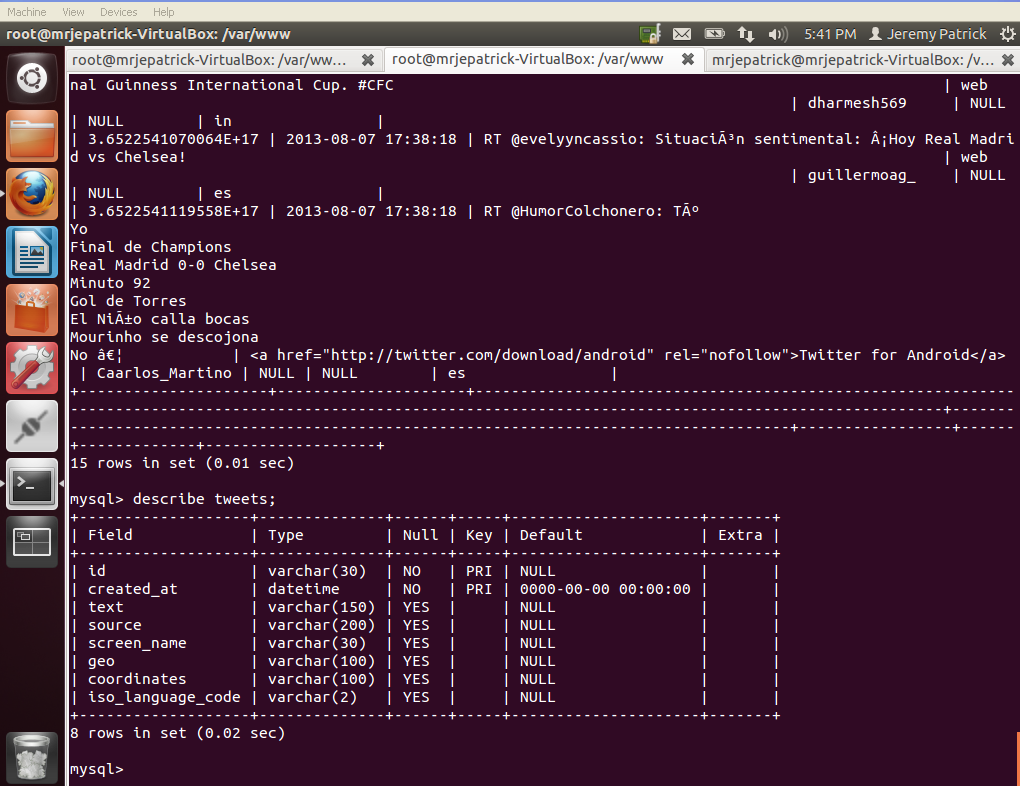 Machine View Devices Help
root@mrjepatrick-VirtualBox: /var/www 5:41 PM Jeremy Patrick
root@mrjepatrick-VirtualBox: /var/ww... root@mrjepatrick-VirtualBox: /var/www mrjepatrick@mrjepatrick-VirtualBox: /v...
nal Guinness International Cup. #CFC | web
| dharmesh569 | NULL
| NULL | in |
| 3.6522541070064E+17 | 2013-08-07 17:38:18 | RT @evelyyncassio: SituaciÃ³n sentimental: Â¡Hoy Real Madri
d vs Chelsea! | web
| guillermoag_ | NULL
| NULL | es |
| 3.6522541119558E+17 | 2013-08-07 17:38:18 | RT @HumorColchonero: TÃº
Yo
Final de Champions
Real Madrid 0-0 Chelsea
Minuto 92
Gol de Torres
El NiÃ±o calla bocas
Mourinho se descojona
No â€¦ | <a href="http://twitter.com/download/android" rel="nofollow">Twitter for Android</a>
| Caarlos_Martino | NULL | NULL | es |
+---------------------+---------------------+------------------------------------------------------------
-------------------------------------------------------------------------------------------------+-------
--------------------------------------------------------------------------------+-----------------+------
+-------------+-------------------+
15 rows in set (0.01 sec)
mysql> describe tweets;
+-------------------+--------------+------+-----+---------------------+-------+
| Field | Type | Null | Key | Default | Extra |
+-------------------+--------------+------+-----+---------------------+-------+
| id | varchar(30) | NO | PRI | NULL | |
| created_at | datetime | NO | PRI | 0000-00-00 00:00:00 | |
| text | varchar(150) | YES | | NULL | |
| source | varchar(200) | YES | | NULL | |
| screen_name | varchar(30) | YES | | NULL | |
| geo | varchar(100) | YES | | NULL | |
| coordinates | varchar(100) | YES | | NULL | |
| iso_language_code | varchar(2) | YES | | NULL | |
+-------------------+--------------+------+-----+---------------------+-------+
8 rows in set (0.02 sec)
mysql>